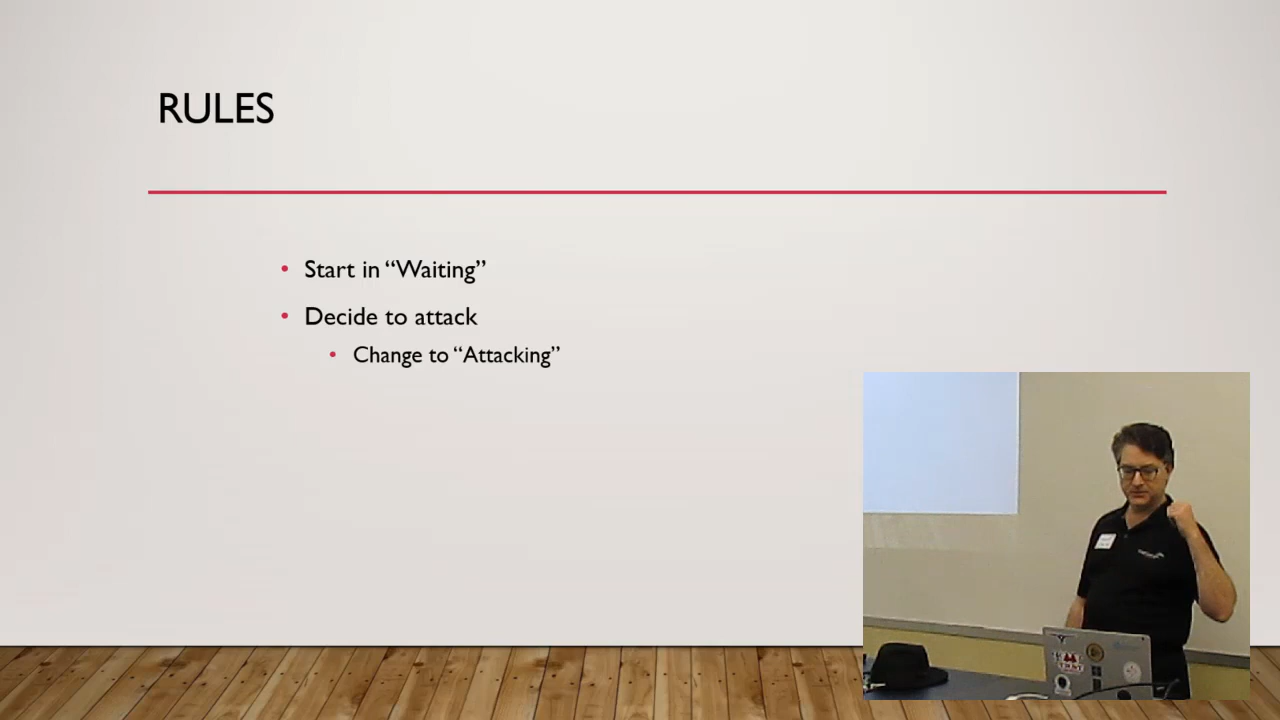 RULES
• Start in “Waiting”
• Decide to attack
• Change to “Attacking”